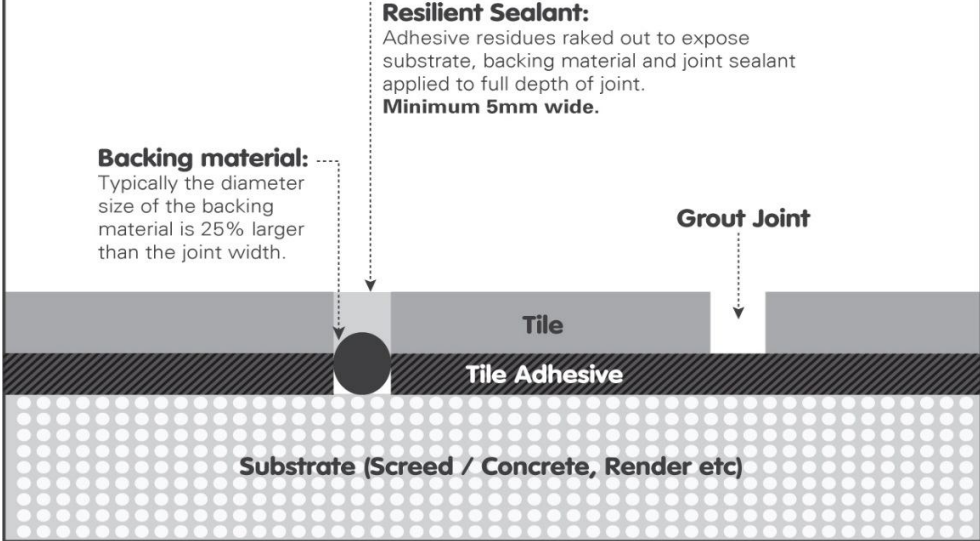 Resilient Sealant:
Adhesive residues raked out to expose
substrate, backing material and joint sealant
applied to full depth of joint.
Minimum 5mm wide.
Backing material:
Typically the diameter
size of the backing
material is 25% larger
than the joint width.
Grout Joint
Tile
Tile Adhesive
Substrate (Screed / Concrete, Render etc)